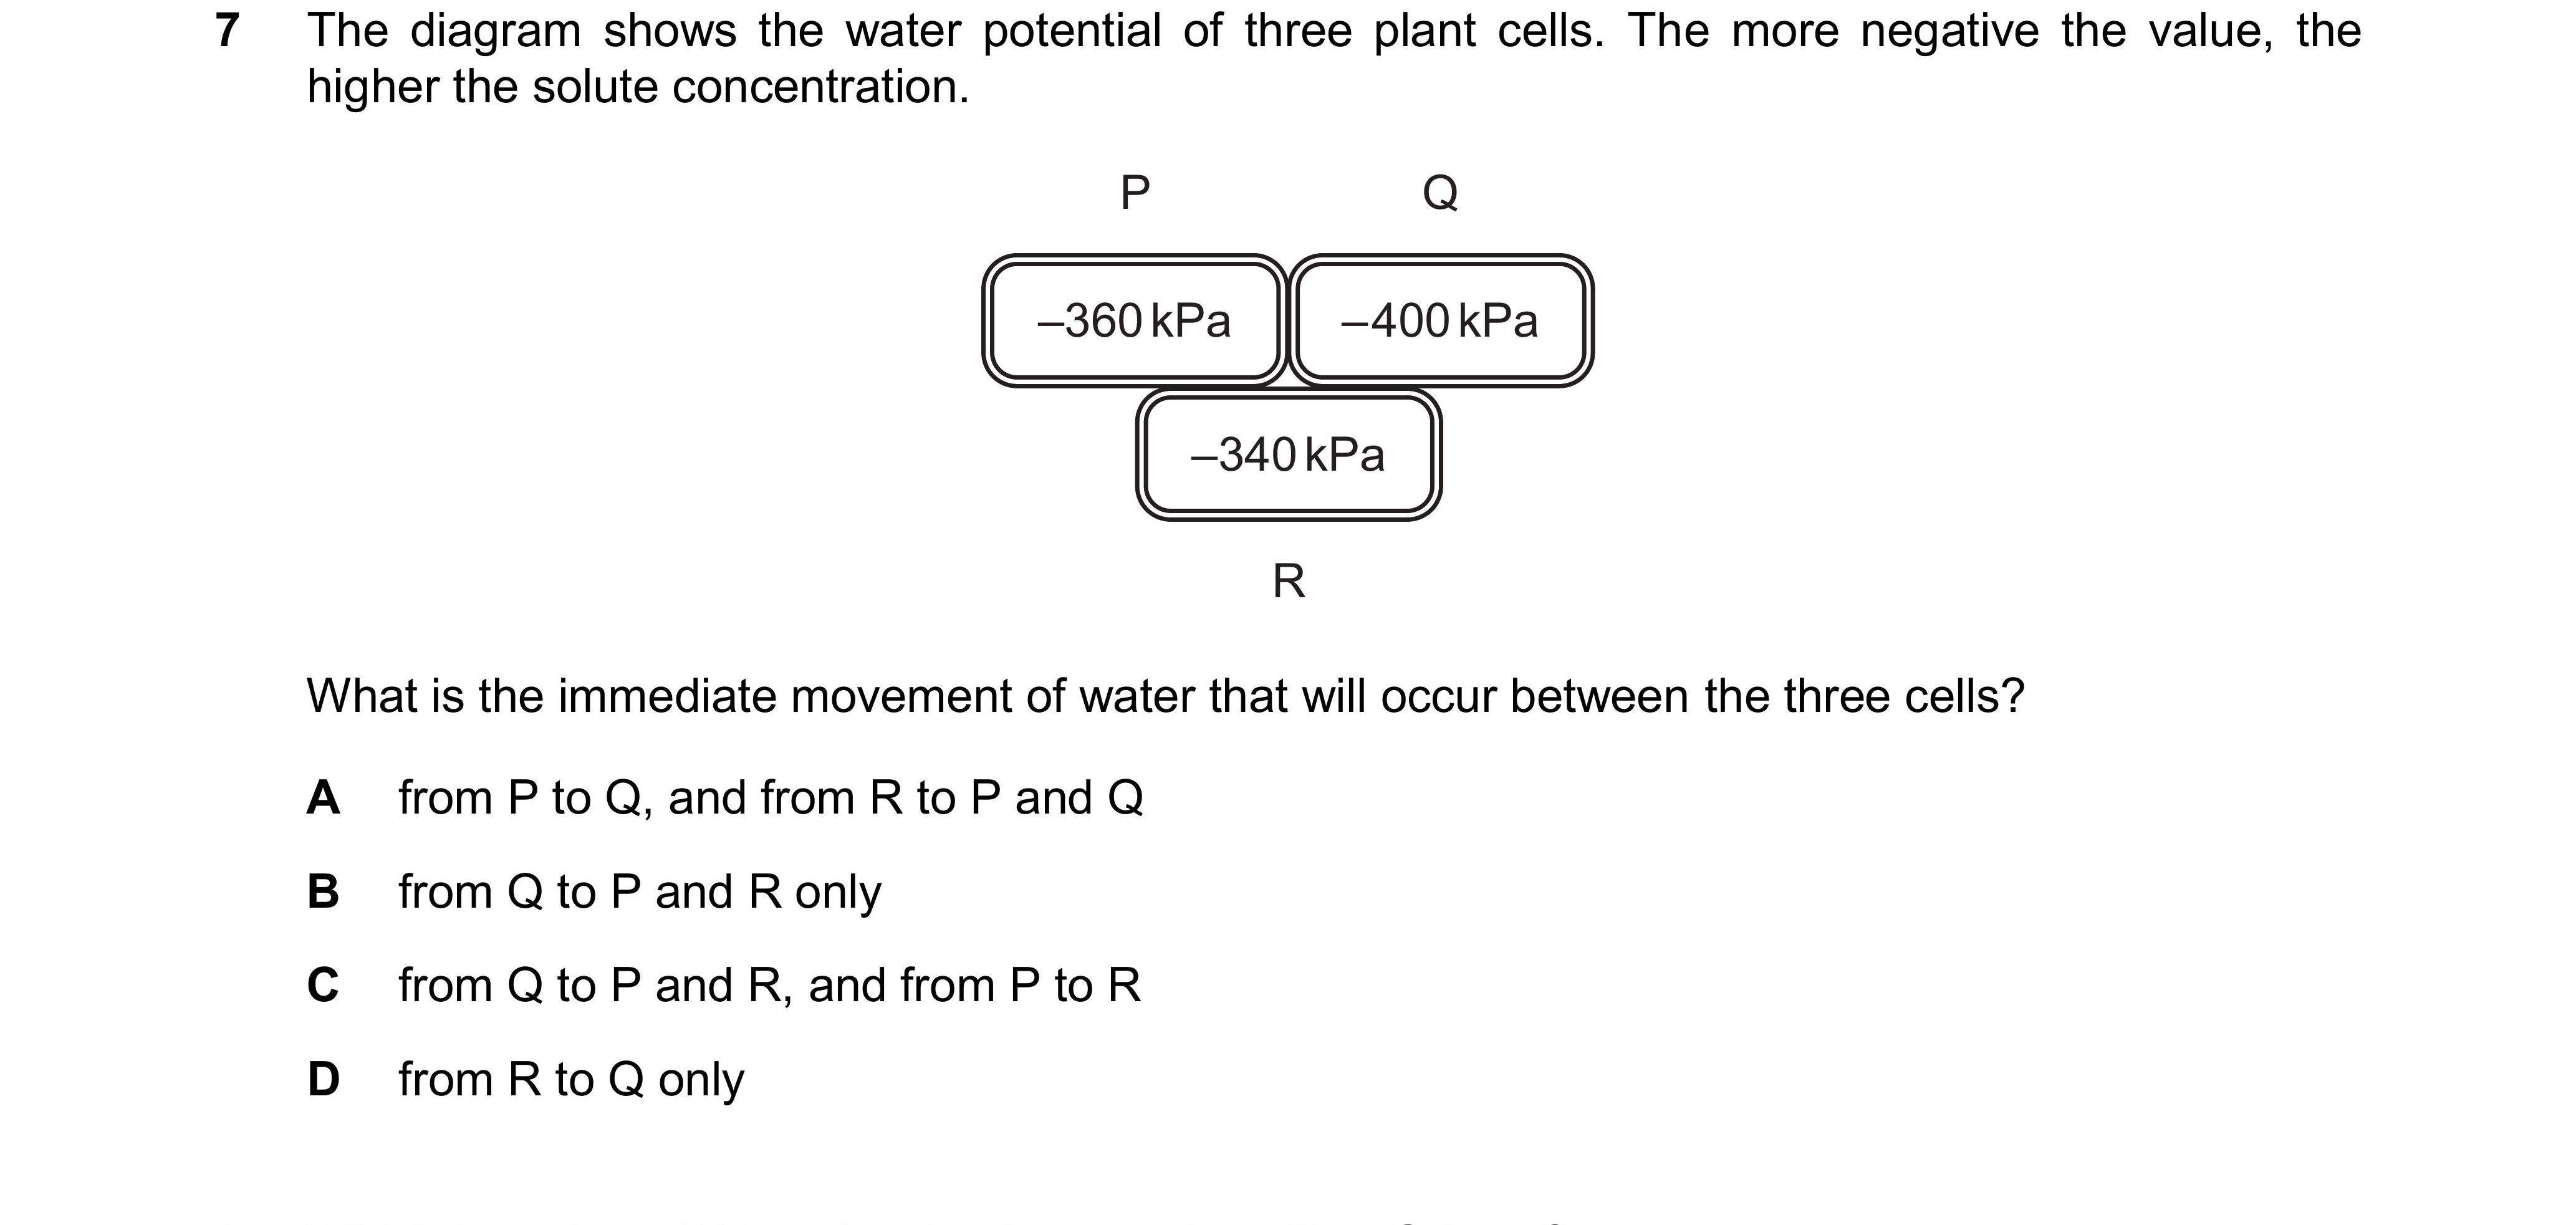 7 The diagram shows the water potential of three plant cells. The more negative the value, the
higher the solute concentration.
P Q
–360 kPa –400 kPa
–340 kPa
R
What is the immediate movement of water that will occur between the three cells?
A from P to Q, and from R to P and Q
B from Q to P and R only
C from Q to P and R, and from P to R
D from R to Q only